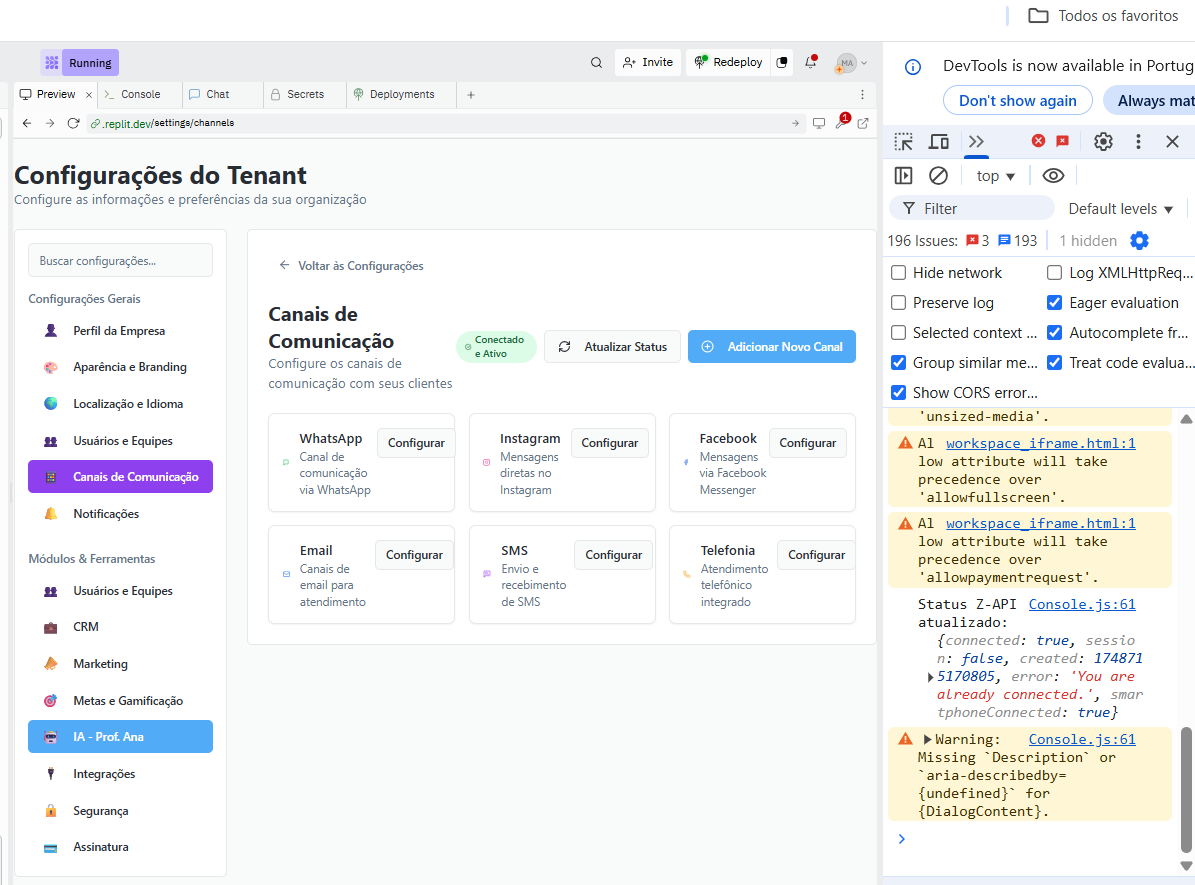 Todos os favoritos
Running
Invite
Redeploy
MA
Preview
Console
Chat
Secrets
Deployments
.replit.dev/settings/channels
1
Configurações do Tenant
Configure as informações e preferências da sua organização
Buscar configurações...
Configurações Gerais
Perfil da Empresa
Aparência e Branding
Localização e Idioma
Usuários e Equipes
Canais de Comunicação
Notificações
Módulos & Ferramentas
Usuários e Equipes
CRM
Marketing
Metas e Gamificação
IA - Prof. Ana
Integrações
Segurança
Assinatura
Voltar às Configurações
Canais de
Comunicação
Configure os canais de
comunicação com seus clientes
Conectado
e Ativo
Atualizar Status
Adicionar Novo Canal
WhatsApp
Canal de
comunicação
via WhatsApp
Configurar
Instagram
Mensagens
diretas no
Instagram
Configurar
Facebook
Mensagens
via Facebook
Messenger
Configurar
Email
Canais de
email para
atendimento
Configurar
SMS
Envio e
recebimento
de SMS
Configurar
Telefonia
Atendimento
telefônico
integrado
Configurar
DevTools is now available in Portug
Don't show again
Always mat
top
Filter
Default levels
196 Issues: 3 193
1 hidden
Hide network
Log XMLHttpReq...
Preserve log
Eager evaluation
Selected context ...
Autocomplete fr...
Group similar me...
Treat code evalua...
Show CORS error...
'unsized-media'.
Al workspace_iframe.html:1
low attribute will take
precedence over
'allowfullscreen'.
Al workspace_iframe.html:1
low attribute will take
precedence over
'allowpaymentrequest'.
Status Z-API Console.js:61
atualizado:
{connected: true, sessio
n: false, created: 174871
5170805, error: 'You are
already connected.', smar
tphoneConnected: true}
Warning: Console.js:61
Missing `Description` or
`aria-describedby=
{undefined}` for
{DialogContent}.